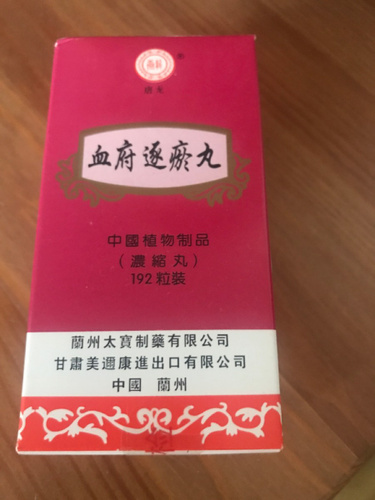 血府逐瘀丸
中國植物制品
（濃縮丸）
192粒裝
蘭州太寶制藥有限公司
甘肅美邇康進出口有限公司
中國 蘭州